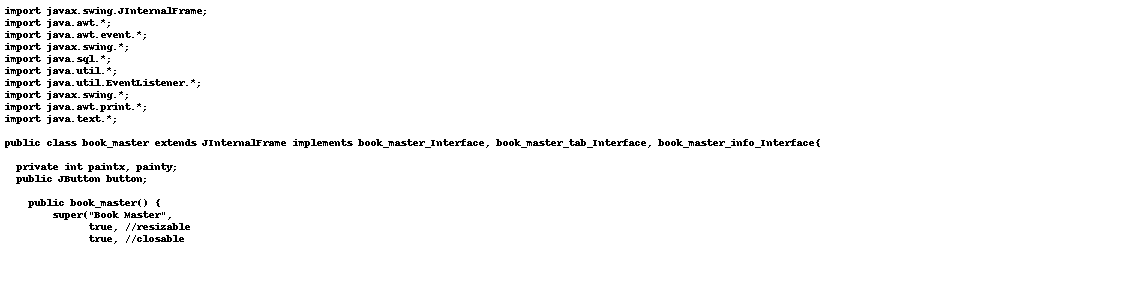 import javax.swing.JInternalFrame;
import java.awt.*;
import java.awt.event.*;
import javax.swing.*;
import java.sql.*;
import java.util.*;
import java.util.EventListener.*;
import javax.swing.*;
import java.awt.print.*;
import java.text.*;
public class book_master extends JInternalFrame implements book_master_Interface, book_master_tab_Interface, book_master_info_Interface{
private int paintx, painty;
public JButton button;
public book_master() {
super("Book Master",
true, //resizable
true, //closable